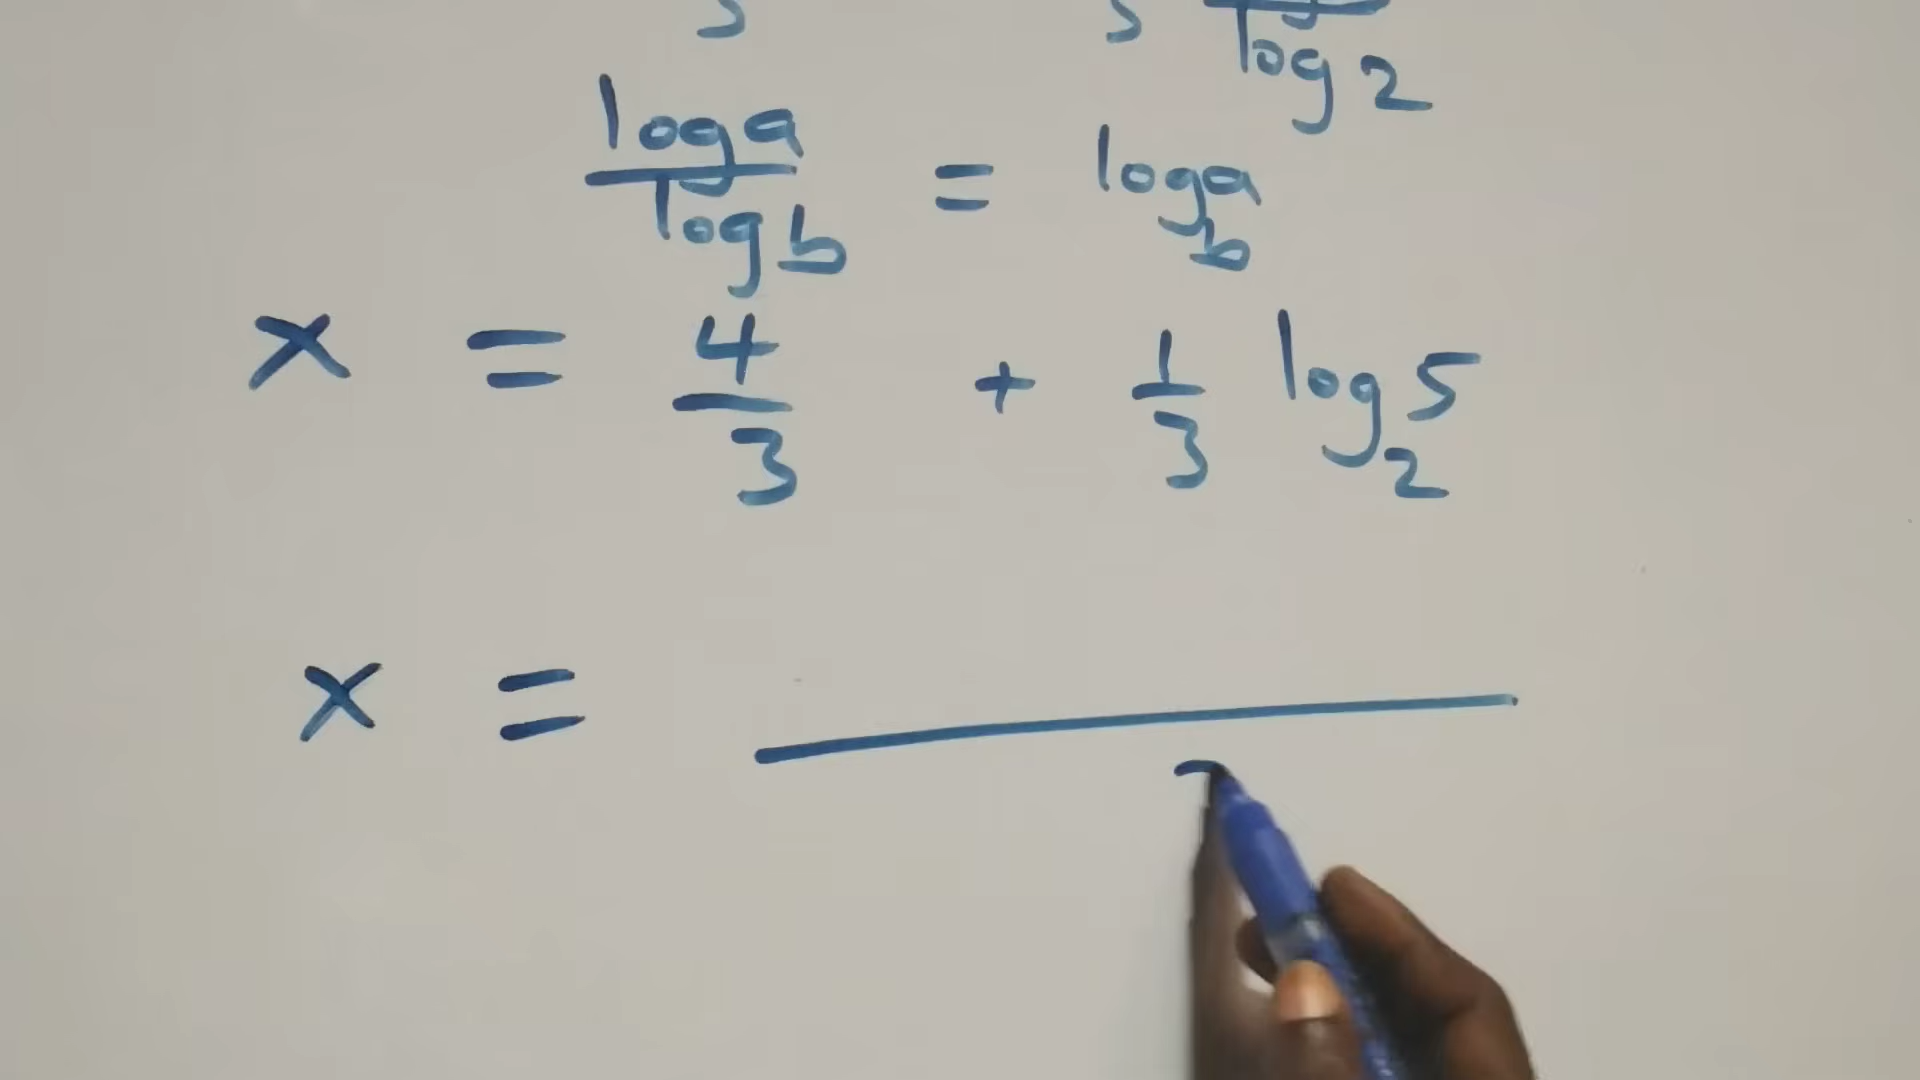 log 2
log a / log b = log_b a
x = 4/3 + 1/3 log_2 5
x =